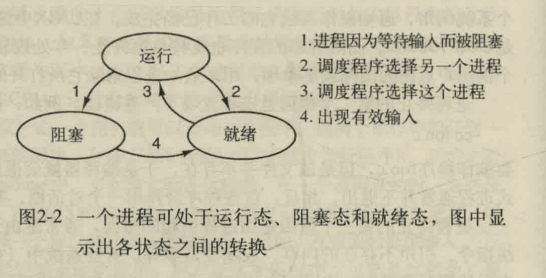 运行
1
3
2
阻塞
4
就绪
1.进程因为等待输入而被阻塞
2. 调度程序选择另一个进程
3. 调度程序选择这个进程
4. 出现有效输入
图2-2 一个进程可处于运行态、阻塞态和就绪态，图中显
示出各状态之间的转换